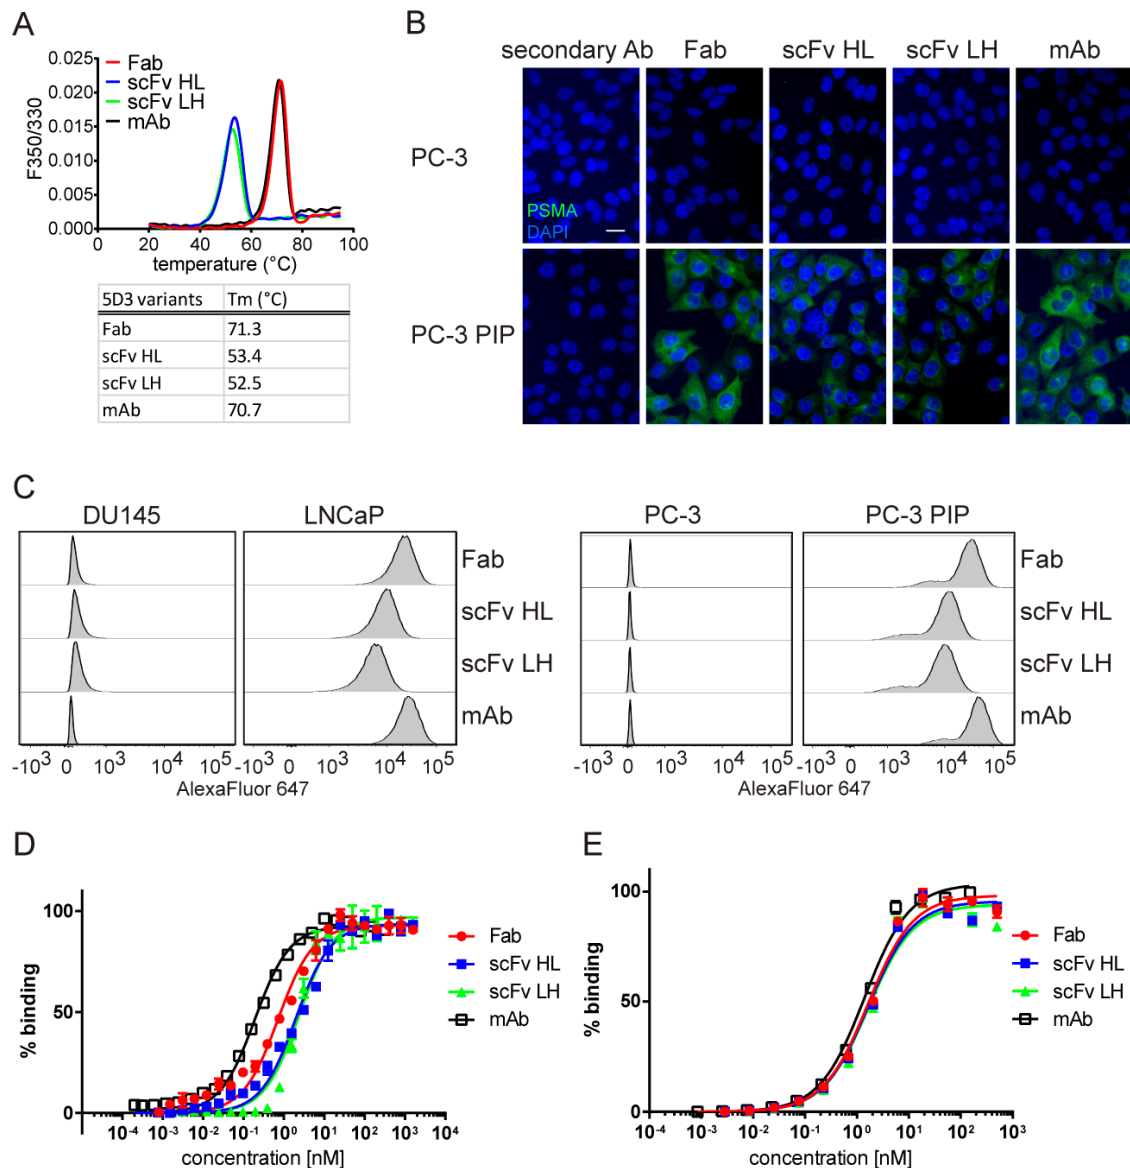 A
F350/330
0.025
0.020
0.015
0.010
0.005
0.000
Fab
scFv HL
scFv LH
mAb
0 20 40 60 80 100
temperature (°C)
5D3 variants Tm (°C)
Fab 71.3
scFv HL 53.4
scFv LH 52.5
mAb 70.7
B
secondary Ab Fab scFv HL scFv LH mAb
PC-3
PSMA
DAPI
PC-3 PIP
C
DU145 LNCaP
Fab
scFv HL
scFv LH
mAb
-10³ 0 10³ 10⁴ 10⁵ -10³ 0 10³ 10⁴ 10⁵
AlexaFluor 647
PC-3 PC-3 PIP
Fab
scFv HL
scFv LH
mAb
-10³ 0 10³ 10⁴ 10⁵ -10³ 0 10³ 10⁴ 10⁵
AlexaFluor 647
D
% binding
100
50
0
Fab
scFv HL
scFv LH
mAb
10⁻⁴ 10⁻³ 10⁻² 10⁻¹ 10⁰ 10¹ 10² 10³ 10⁴
concentration [nM]
E
% binding
100
50
0
Fab
scFv HL
scFv LH
mAb
10⁻⁴ 10⁻³ 10⁻² 10⁻¹ 10⁰ 10¹ 10² 10³
concentration [nM]